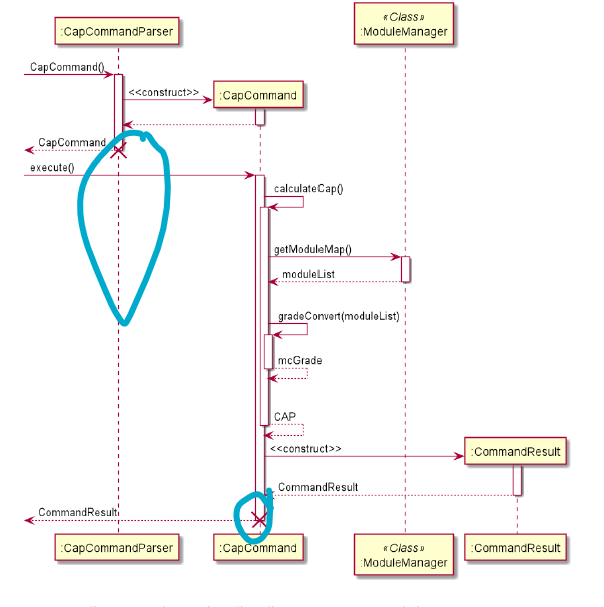 «Class»
:CapCommandParser
:ModuleManager
CapCommand()
<<construct>>
:CapCommand
CapCommand
execute()
calculateCap()
getModuleMap()
moduleList
gradeConvert(moduleList)
mcGrade
CAP
<<construct>>
:CommandResult
CommandResult
CommandResult
:CapCommandParser
:CapCommand
«Class»
:ModuleManager
:CommandResult